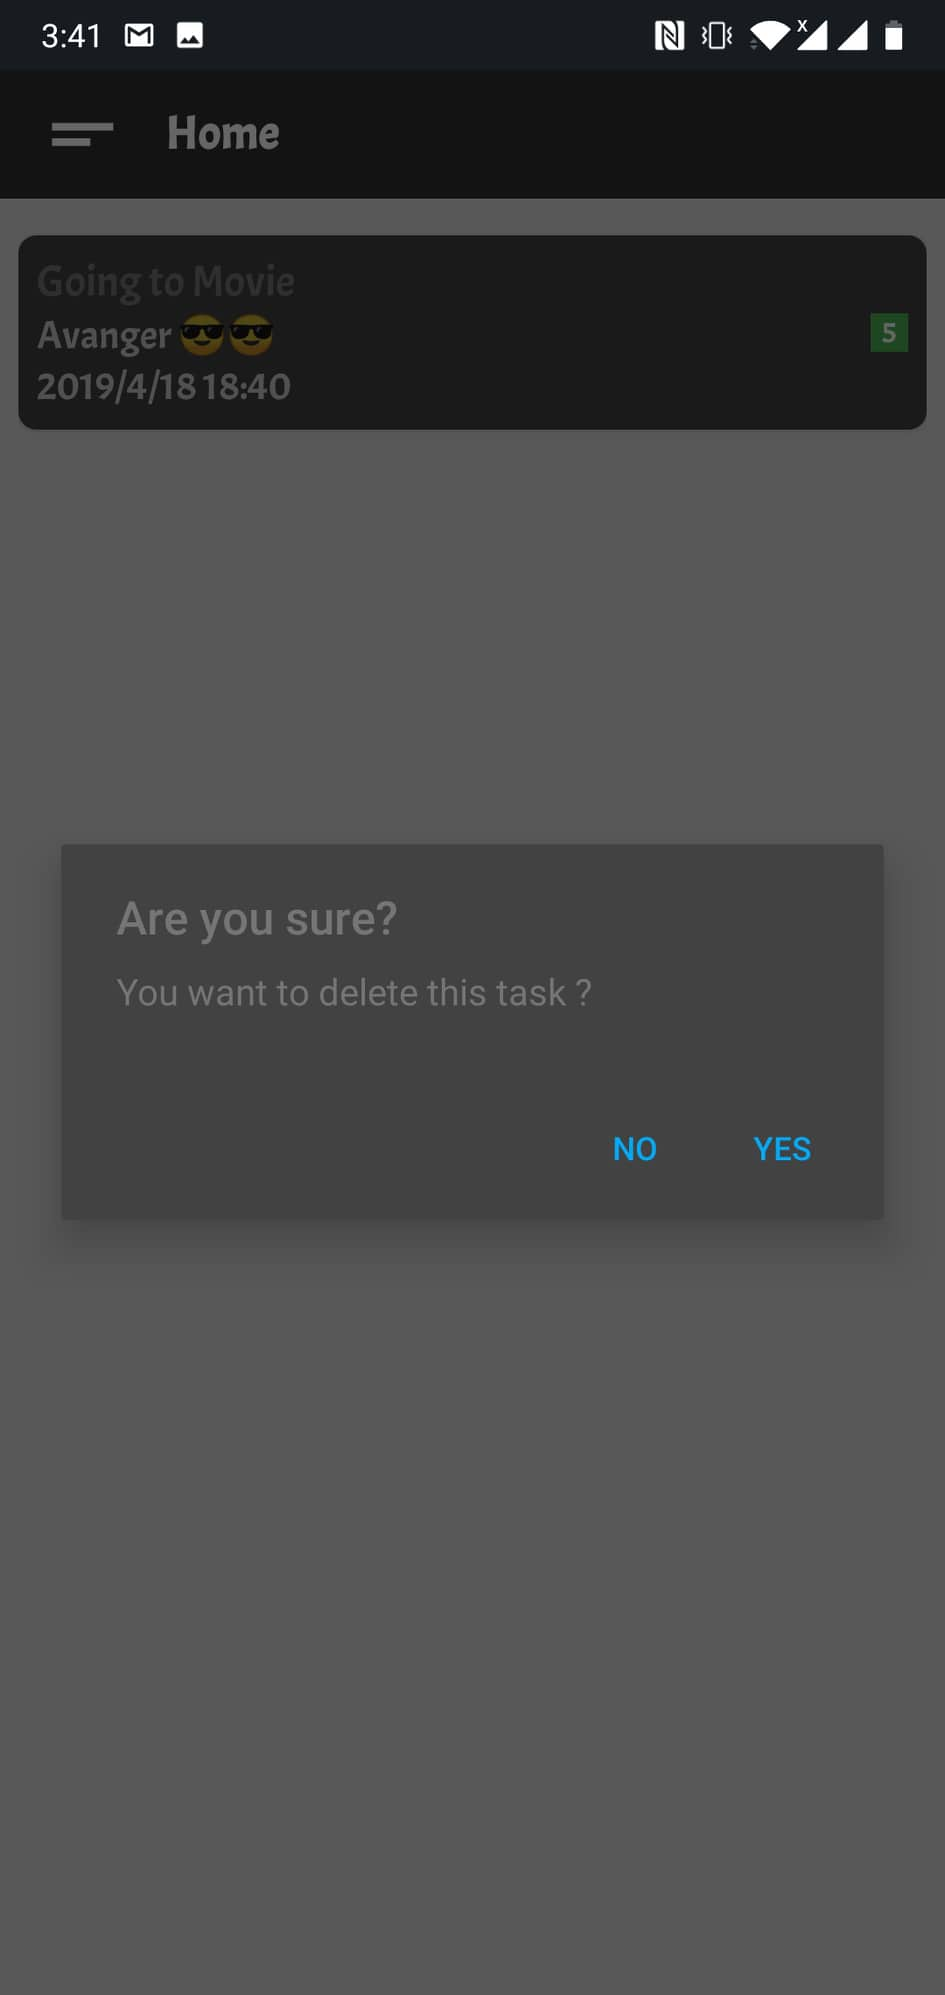 3:41
Home
Going to Movie
Avanger 😎😎
5
2019/4/18 18:40
Are you sure?
You want to delete this task ?
NO YES